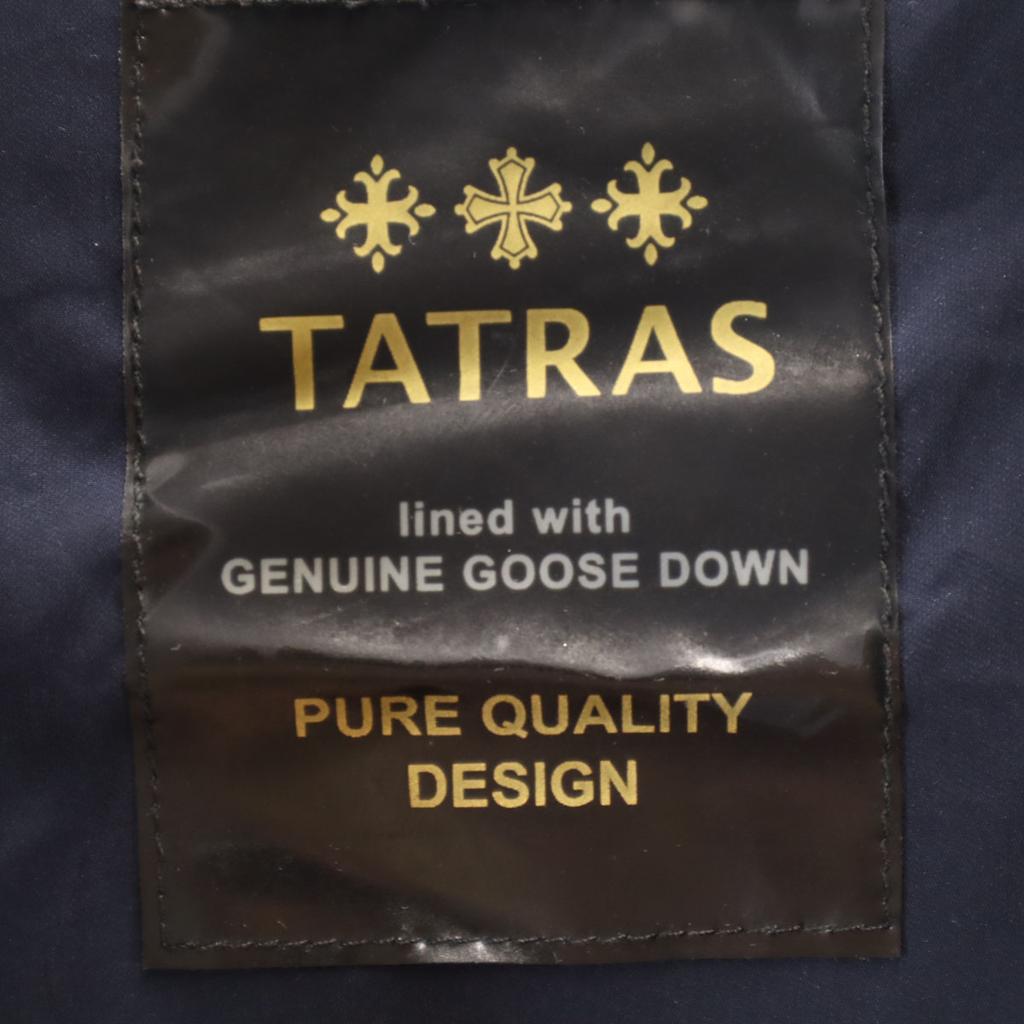 TATRAS
lined with
GENUINE GOOSE DOWN
PURE QUALITY
DESIGN